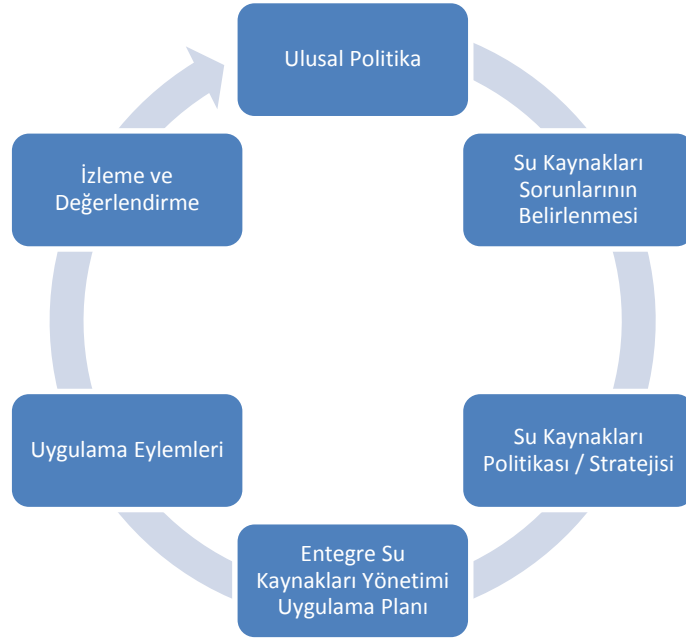 Ulusal Politika
Su Kaynakları
Sorunlarının
Belirlenmesi
Su Kaynakları
Politikası / Stratejisi
Entegre Su
Kaynakları Yönetimi
Uygulama Planı
Uygulama Eylemleri
İzleme ve
Değerlendirme